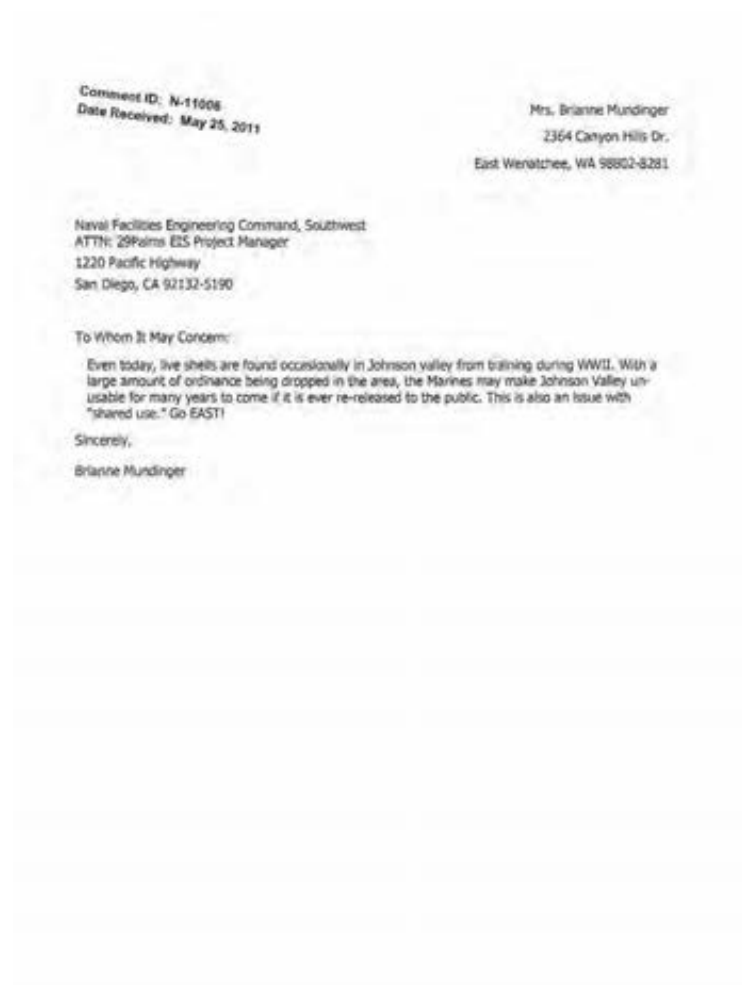 Comment ID: N-11006
Date Received: May 25, 2011
Mrs. Brianne Mundinger
2364 Canyon Hills Dr.
East Wenatchee, WA 98802-8281
Naval Facilities Engineering Command, Southwest
ATTN: 29Palms EIS Project Manager
1220 Pacific Highway
San Diego, CA 92132-5190
To Whom It May Concern:
Even today, live shells are found occasionally in Johnson valley from training during WWII. With a
large amount of ordinance being dropped in the area, the Marines may make Johnson Valley un-
usable for many years to come if it is ever re-released to the public. This is also an issue with
"shared use." Go EAST!
Sincerely,
Brianne Mundinger